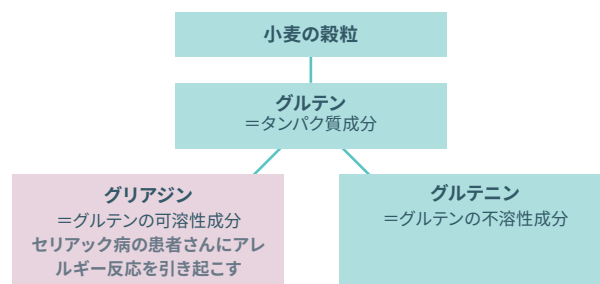 小麦の穀粒
グルテン
＝タンパク質成分
グリアジン
＝グルテンの可溶性成分
セリアック病の患者さんにアレ
ルギー反応を引き起こす
グルテニン
＝グルテンの不溶性成分